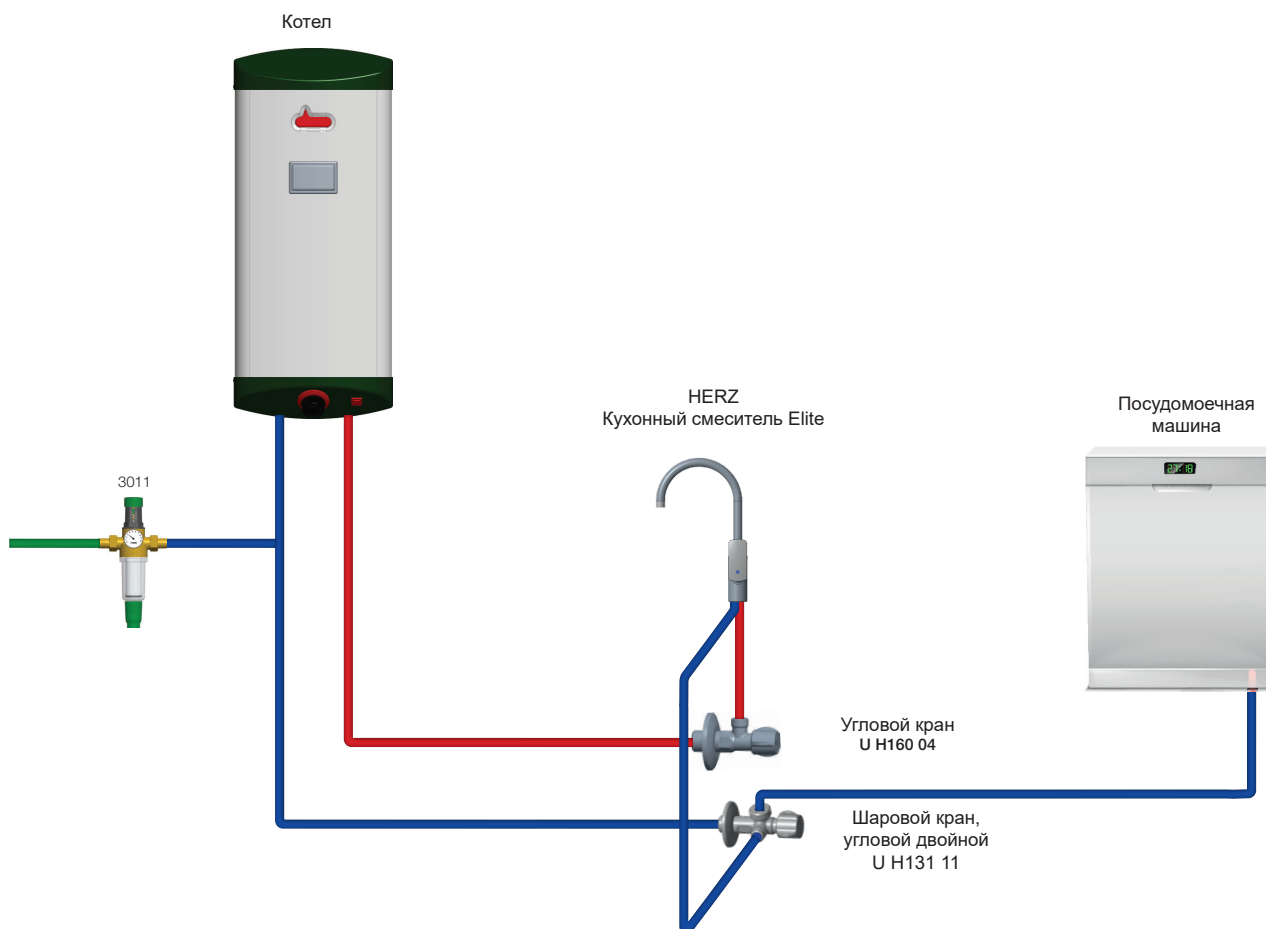 Котел
HERZ
Кухонный смеситель Elite
Посудомоечная
машина
3011
Угловой кран
U H160 04
Шаровой кран,
угловой двойной
U H131 11